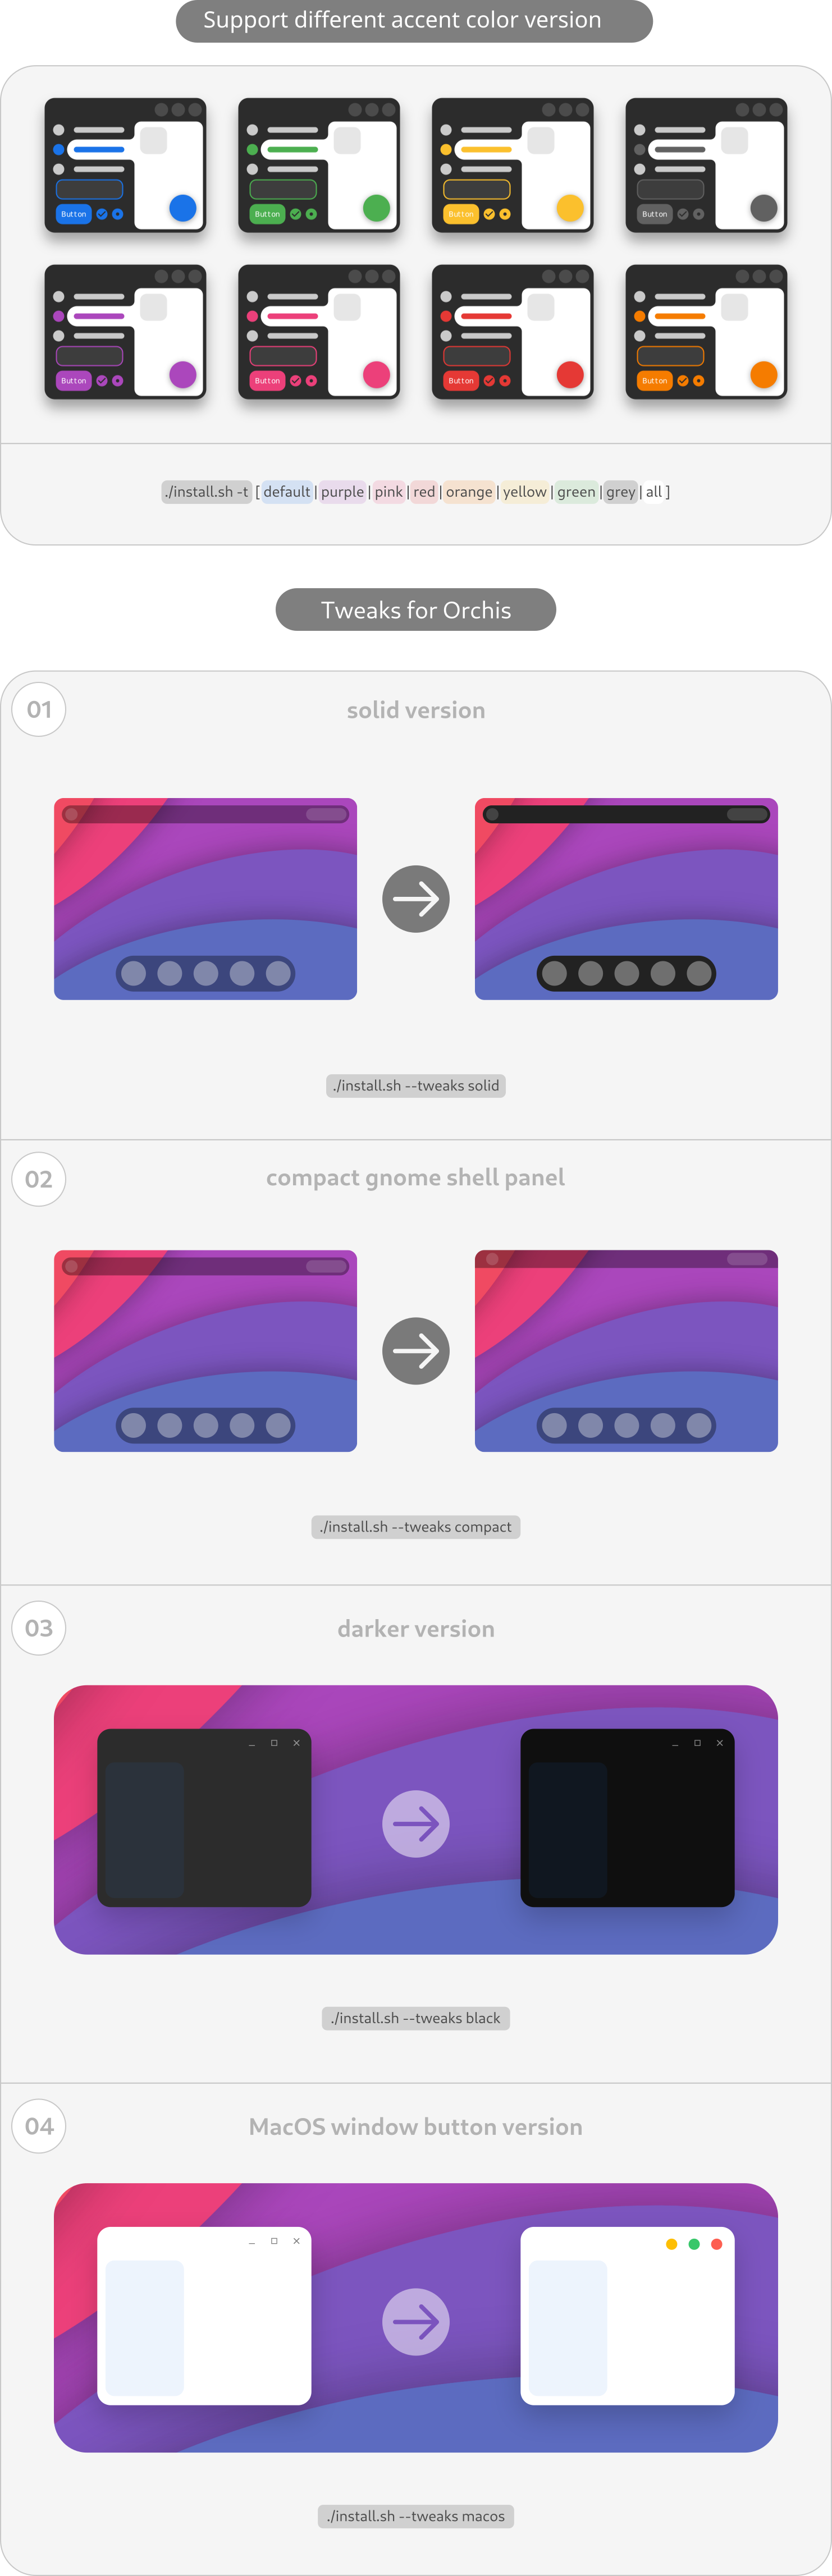 Support different accent color version
Button Button Button Button
Button Button Button Button
./install.sh -t [ default | purple | pink | red | orange | yellow | green | grey | all ]
Tweaks for Orchis
01
solid version
./install.sh --tweaks solid
02
compact gnome shell panel
./install.sh --tweaks compact
03
darker version
./install.sh --tweaks black
04
MacOS window button version
./install.sh --tweaks macos